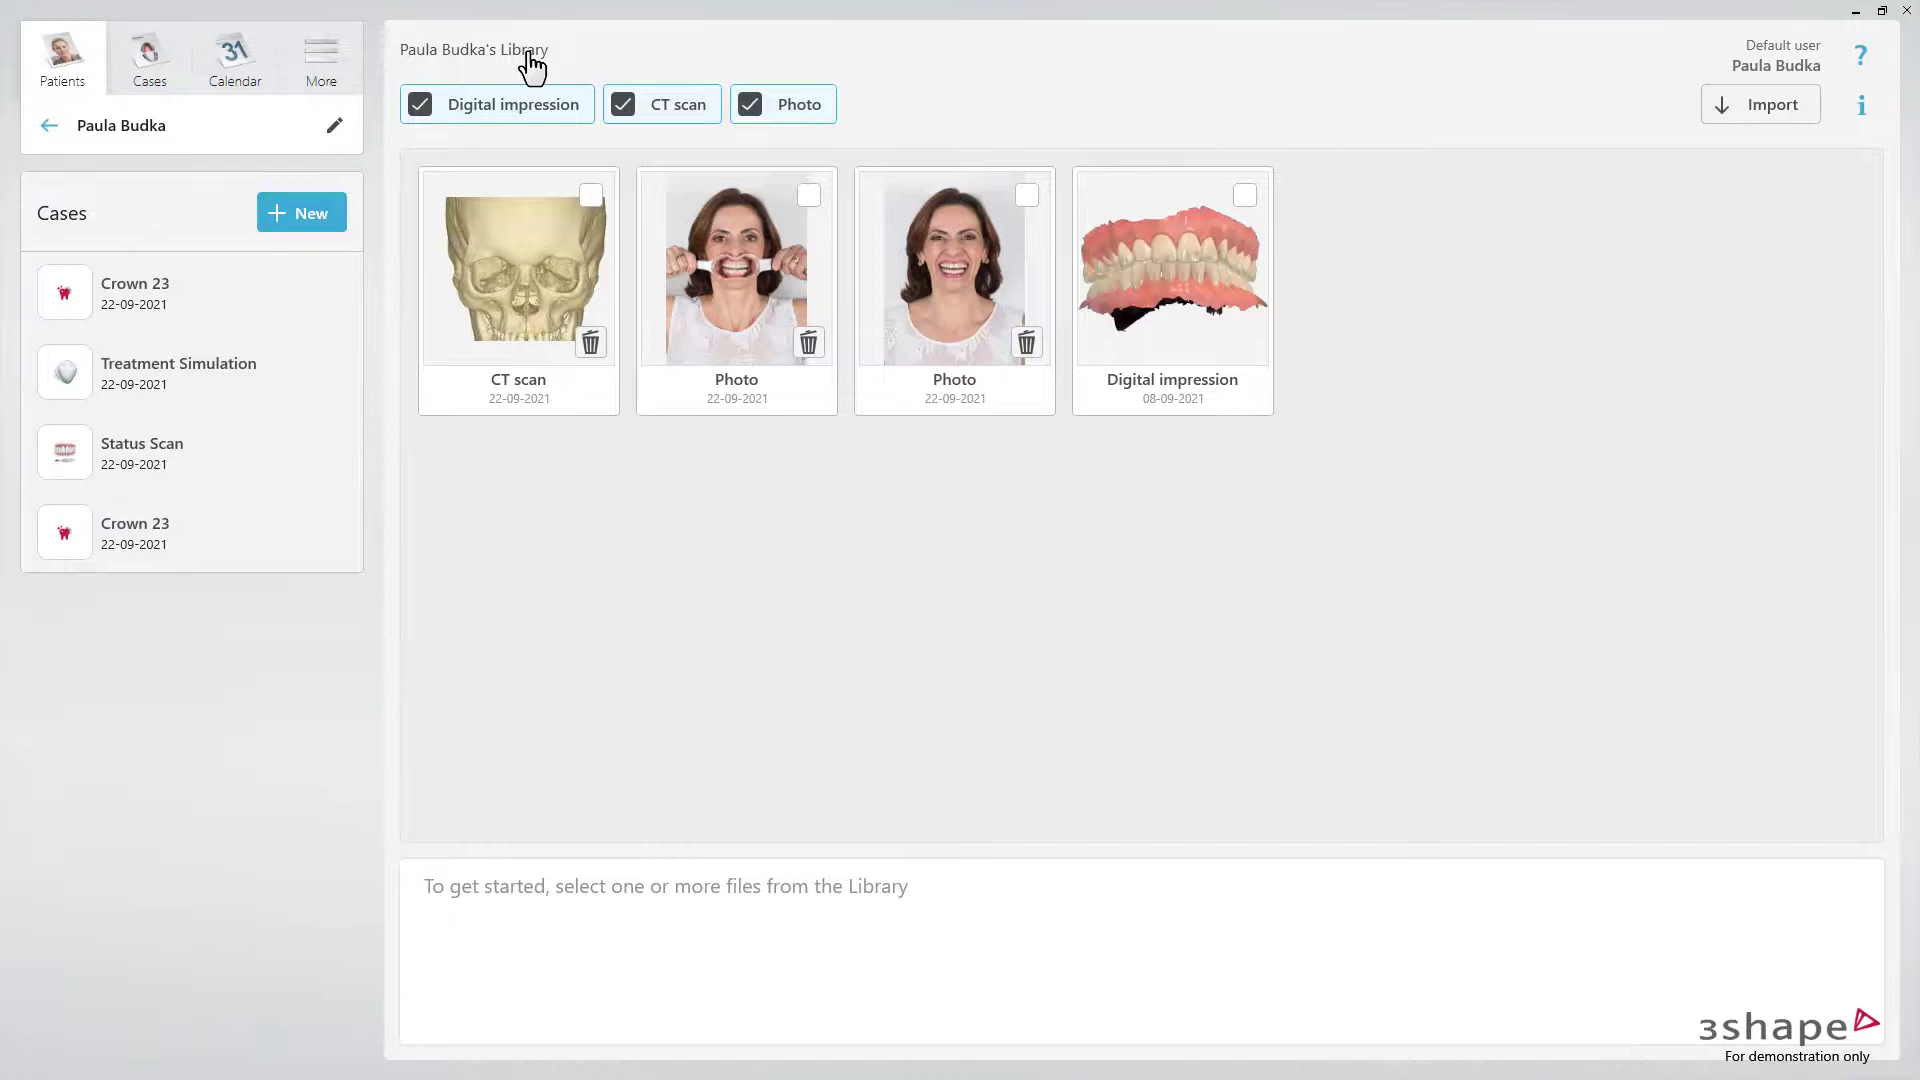 Patients
Cases
31
Calendar
More
Paula Budka
Cases
New
Crown 23
22-09-2021
Treatment Simulation
22-09-2021
Status Scan
22-09-2021
Crown 23
22-09-2021
Paula Budka's Library
Digital impression
CT scan
Photo
Default user
Paula Budka
?
Import
i
CT scan
22-09-2021
Photo
22-09-2021
Photo
22-09-2021
Digital impression
08-09-2021
To get started, select one or more files from the Library
3shape
For demonstration only